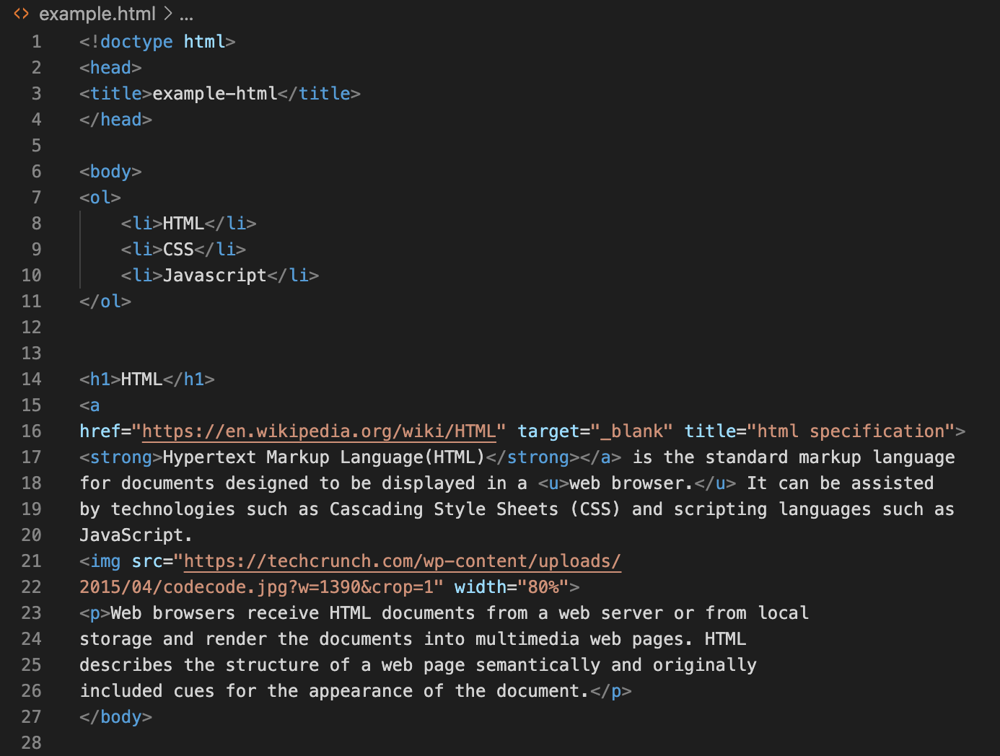 example.html > ...
1 <!doctype html>
2 <head>
3 <title>example-html</title>
4 </head>
5
6 <body>
7 <ol>
8     <li>HTML</li>
9     <li>CSS</li>
10     <li>Javascript</li>
11 </ol>
12
13
14 <h1>HTML</h1>
15 <a
16 href="https://en.wikipedia.org/wiki/HTML" target="_blank" title="html specification">
17 <strong>Hypertext Markup Language(HTML)</strong></a> is the standard markup language
18 for documents designed to be displayed in a <u>web browser.</u> It can be assisted
19 by technologies such as Cascading Style Sheets (CSS) and scripting languages such as
20 JavaScript.
21 <img src="https://techcrunch.com/wp-content/uploads/
22 2015/04/codecode.jpg?w=1390&crop=1" width="80%">
23 <p>Web browsers receive HTML documents from a web server or from local
24 storage and render the documents into multimedia web pages. HTML
25 describes the structure of a web page semantically and originally
26 included cues for the appearance of the document.</p>
27 </body>
28